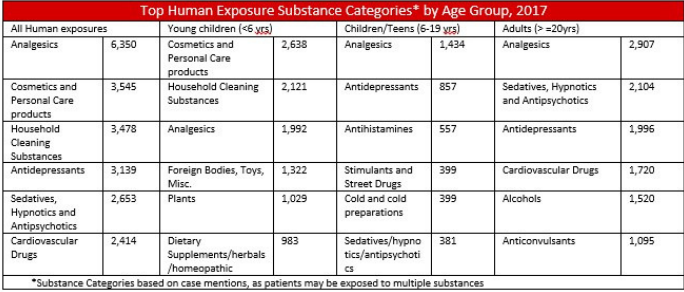 Top Human Exposure Substance Categories* by Age Group, 2017
All Human exposures Young children (<6 yrs) Children/Teens (6-19 yrs) Adults (> =20yrs)
Analgesics 6,350 Cosmetics and 2,638 Analgesics 1,434 Analgesics 2,907
Personal Care
products
Cosmetics and 3,545 Household Cleaning 2,121 Antidepressants 857 Sedatives, Hypnotics 2,104
Personal Care Substances and Antipsychotics
products
Household 3,478 Analgesics 1,992 Antihistamines 557 Antidepressants 1,996
Cleaning
Substances
Antidepressants 3,139 Foreign Bodies, Toys, 1,322 Stimulants and 399 Cardiovascular Drugs 1,720
Misc. Street Drugs
Sedatives, 2,653 Plants 1,029 Cold and cold 399 Alcohols 1,520
Hypnotics and preparations
Antipsychotics
Cardiovascular 2,414 Dietary 983 Sedatives/hypno 381 Anticonvulsants 1,095
Drugs Supplements/herbals tics/antipsychoti
/homeopathic cs
*Substance Categories based on case mentions, as patients may be exposed to multiple substances